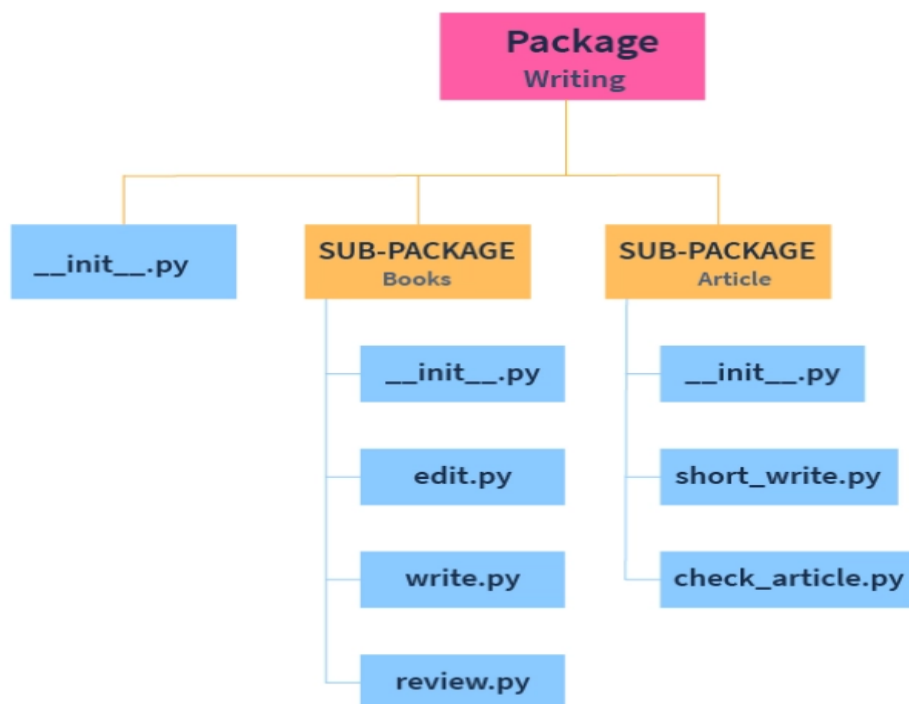 Package
Writing
__init__.py
SUB-PACKAGE
Books
SUB-PACKAGE
Article
__init__.py
__init__.py
edit.py
short_write.py
write.py
check_article.py
review.py